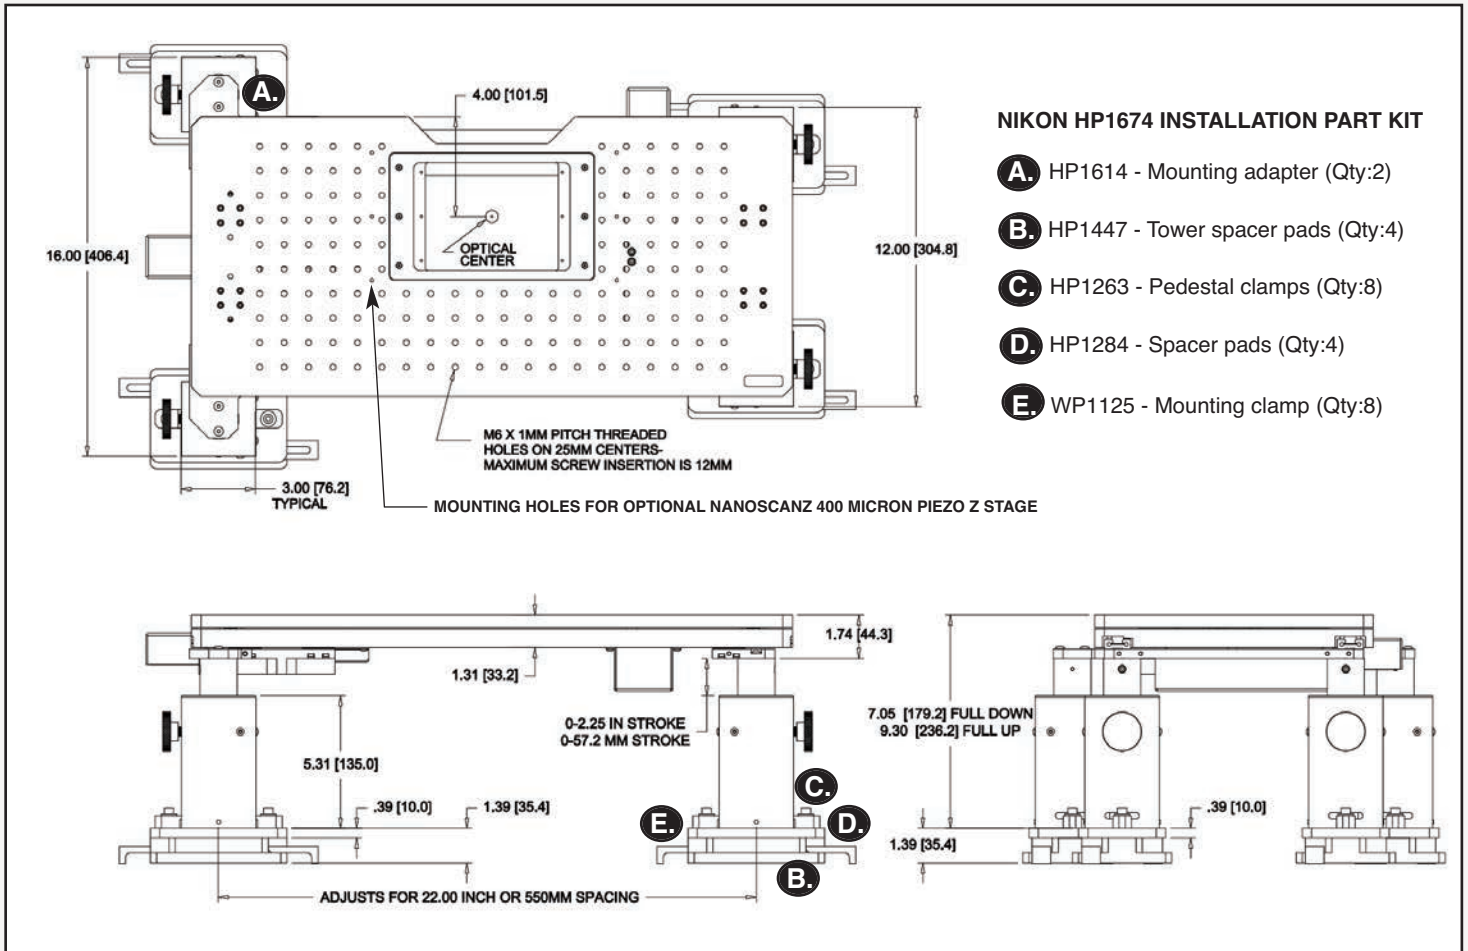 A.
4.00 [101.5]
16.00 [406.4]
OPTICAL
CENTER
12.00 [304.8]
M6 X 1MM PITCH THREADED
HOLES ON 25MM CENTERS-
MAXIMUM SCREW INSERTION IS 12MM
3.00 [76.2]
TYPICAL
MOUNTING HOLES FOR OPTIONAL NANOSCANZ 400 MICRON PIEZO Z STAGE
NIKON HP1674 INSTALLATION PART KIT
A. HP1614 - Mounting adapter (Qty:2)
B. HP1447 - Tower spacer pads (Qty:4)
C. HP1263 - Pedestal clamps (Qty:8)
D. HP1284 - Spacer pads (Qty:4)
E. WP1125 - Mounting clamp (Qty:8)
1.74 [44.3]
1.31 [33.2]
0-2.25 IN STROKE
0-57.2 MM STROKE
7.05 [179.2] FULL DOWN
9.30 [236.2] FULL UP
5.31 [135.0]
.39 [10.0]
1.39 [35.4]
C.
E.
D.
B.
.39 [10.0]
1.39 [35.4]
ADJUSTS FOR 22.00 INCH OR 550MM SPACING